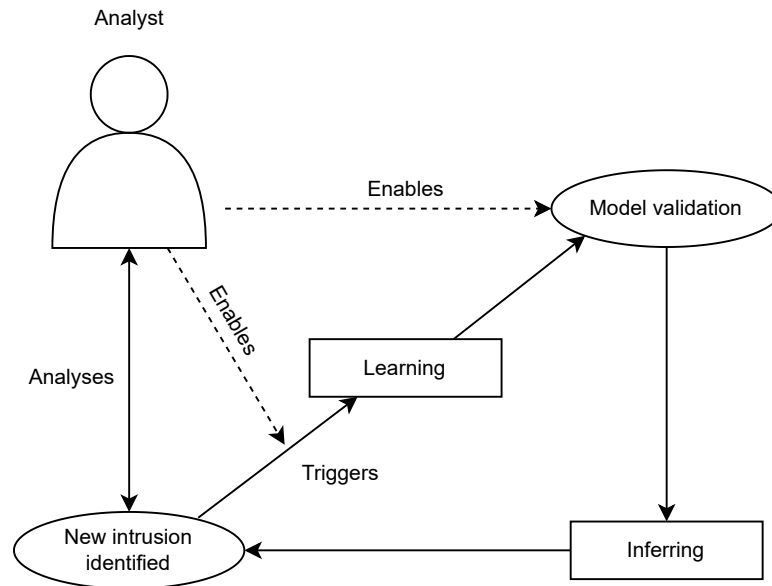 Analyst
Enables
Model validation
Enables
Learning
Analyses
Triggers
New intrusion
identified
Inferring